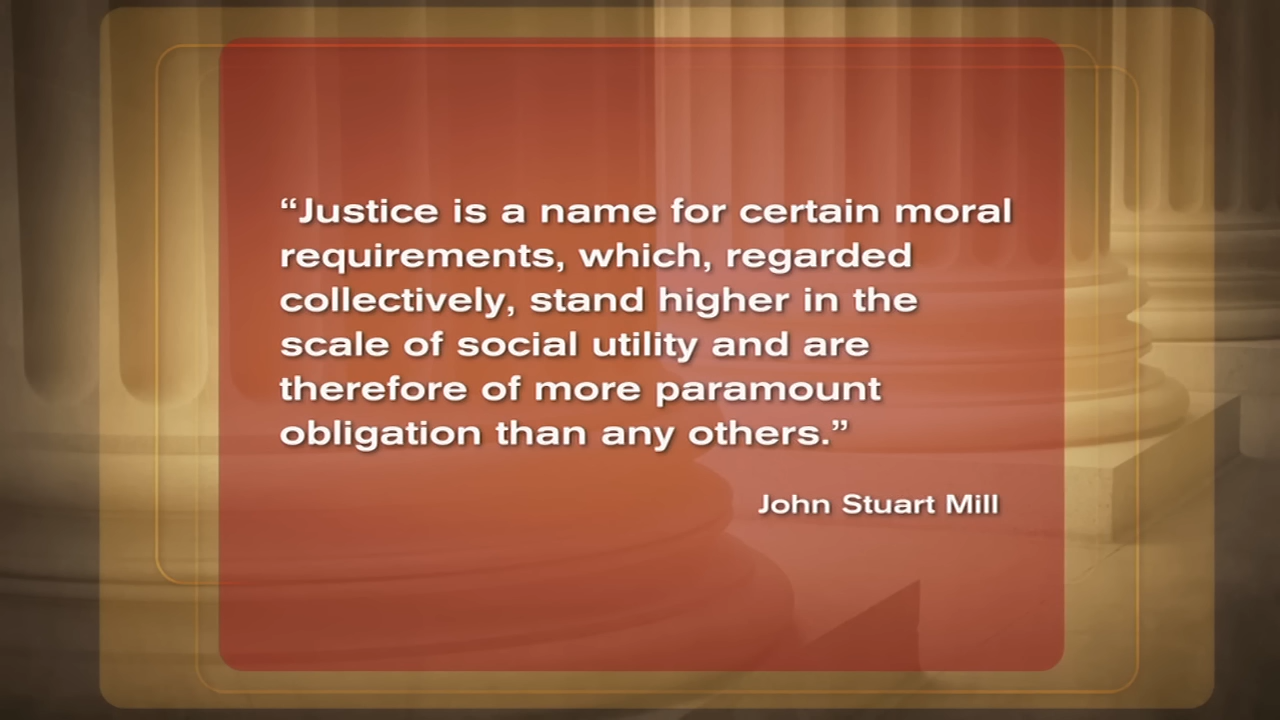 “Justice is a name for certain moral
requirements, which, regarded
collectively, stand higher in the
scale of social utility and are
therefore of more paramount
obligation than any others.”
John Stuart Mill